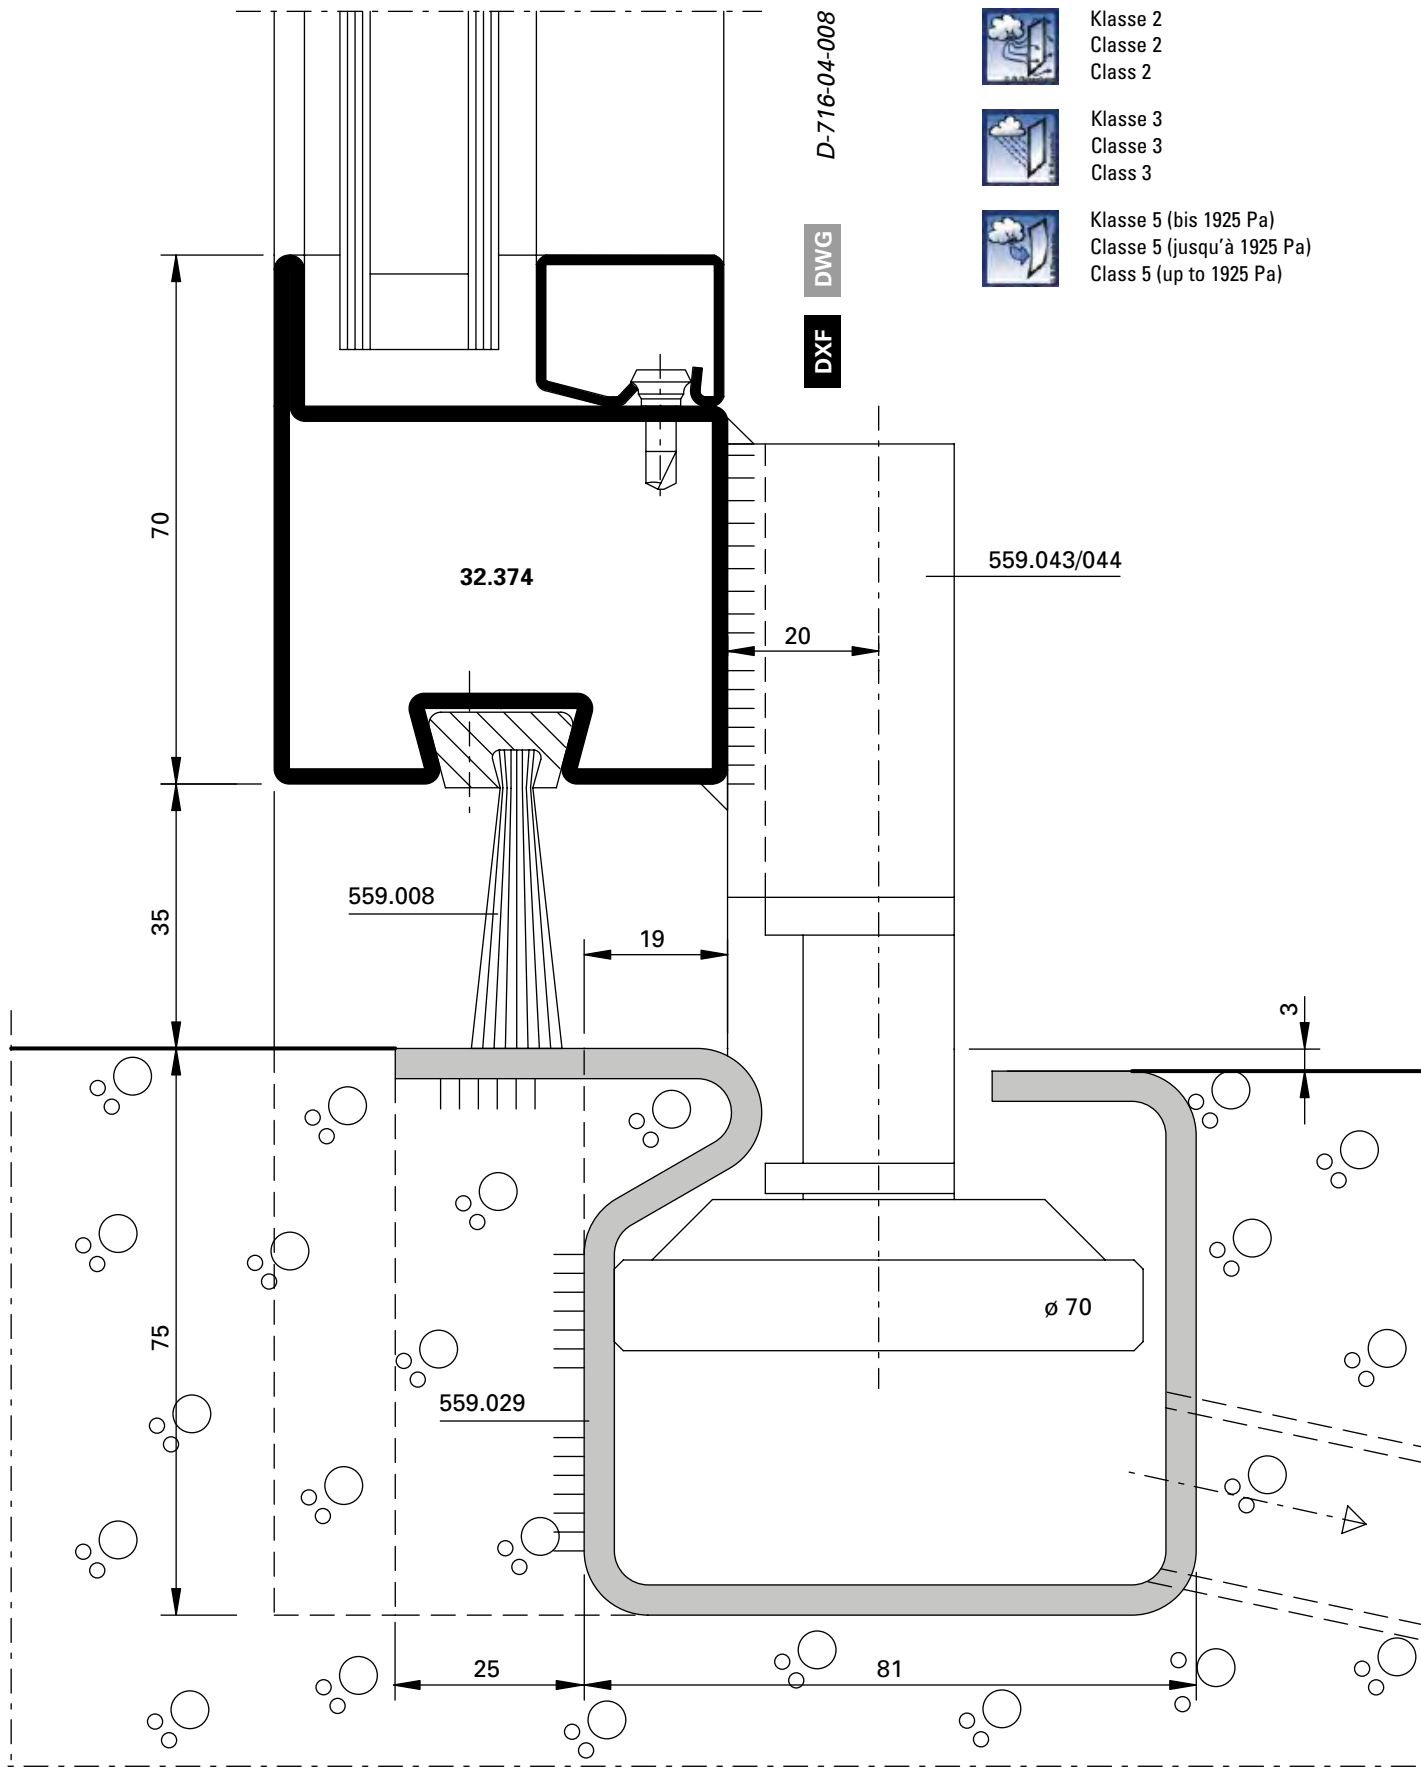 D-716-04-008
Klasse 2
Classe 2
Class 2
Klasse 3
Classe 3
Class 3
Klasse 5 (bis 1925 Pa)
Classe 5 (jusqu'à 1925 Pa)
Class 5 (up to 1925 Pa)
DWG
DXF
70
32.374
559.043/044
20
559.008
35
19
3
75
ø 70
559.029
25
81